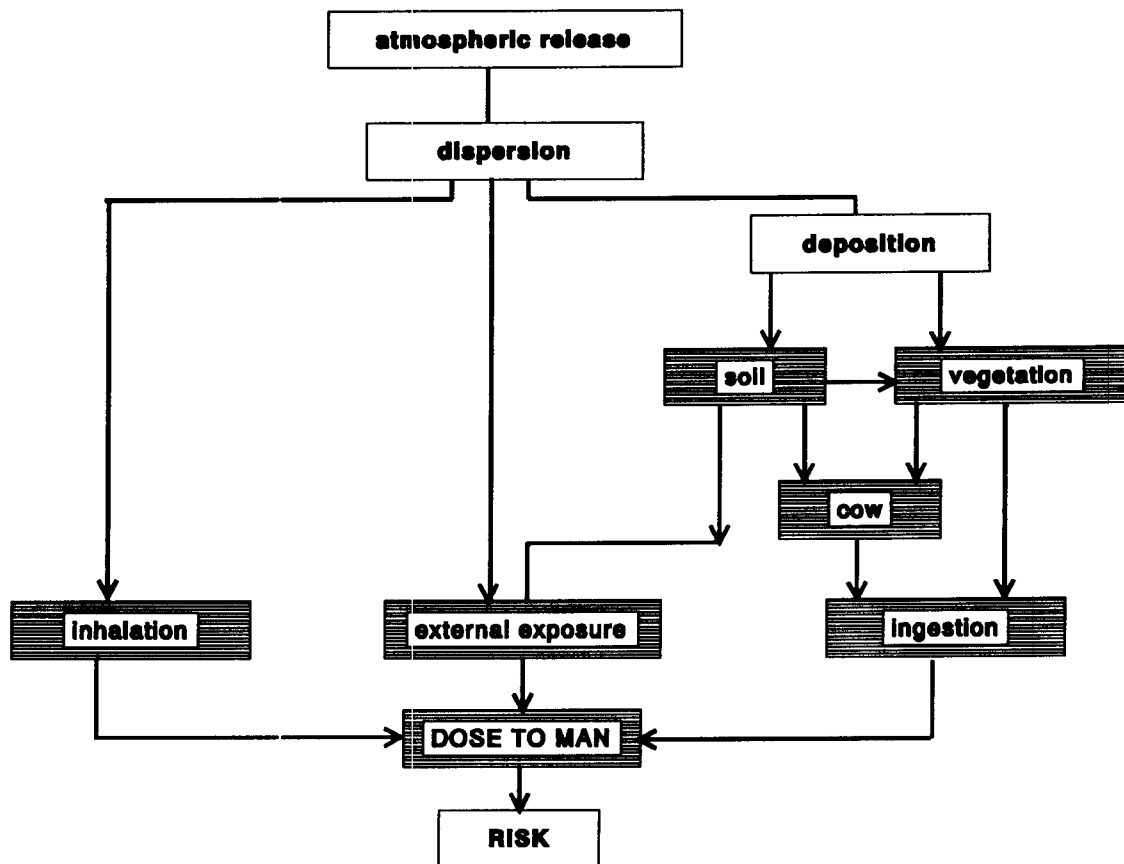 atmospheric release
dispersion
deposition
soil
vegetation
cow
inhalation
external exposure
ingestion
DOSE TO MAN
RISK